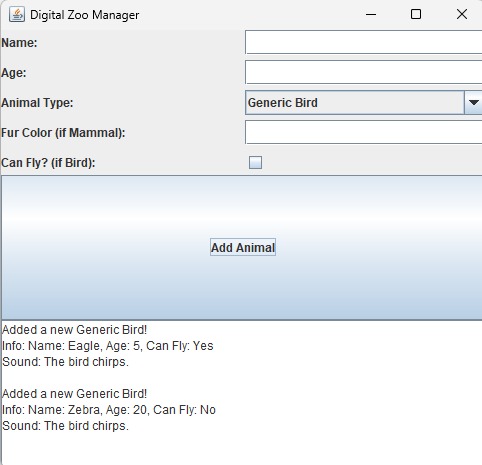 Digital Zoo Manager
Name:
Age:
Animal Type:
Generic Bird
Fur Color (if Mammal):
Can Fly? (if Bird):
Add Animal
Added a new Generic Bird!
Info: Name: Eagle, Age: 5, Can Fly: Yes
Sound: The bird chirps.
Added a new Generic Bird!
Info: Name: Zebra, Age: 20, Can Fly: No
Sound: The bird chirps.